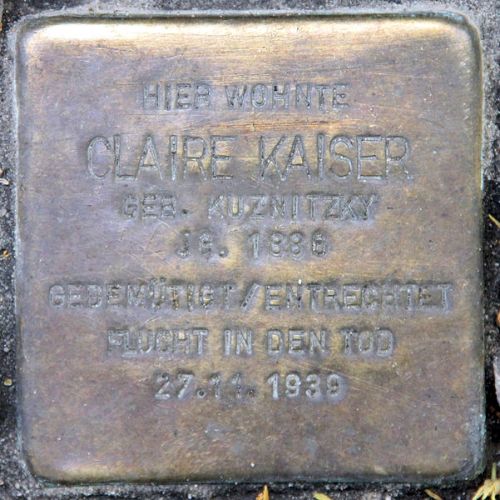 HIER WOHNTE
CLAIRE KAISER
GEB. KUZNITZKY
JG. 1886
GEDEMÜTIGT/ENTRECHTET
FLUCHT IN DEN TOD
27.11.1939